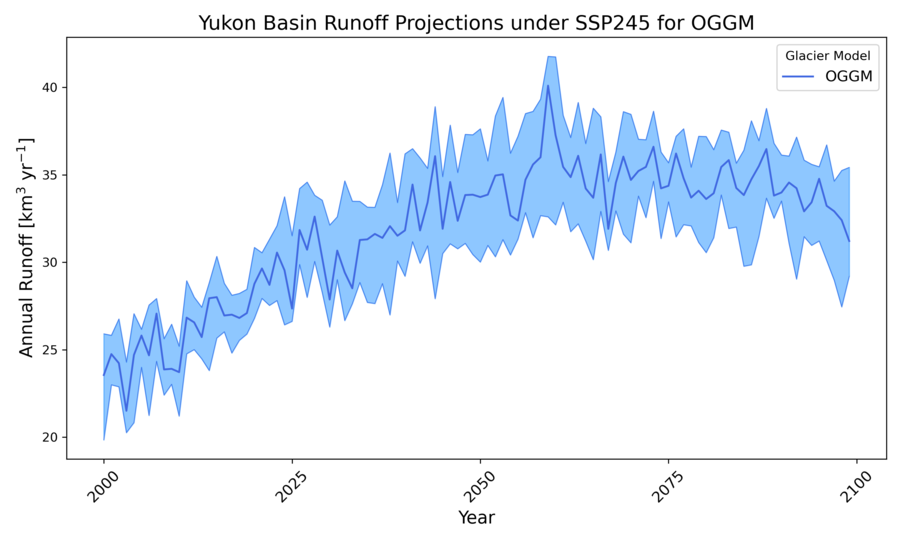 Yukon Basin Runoff Projections under SSP245 for OGGM
Glacier Model
OGGM
Annual Runoff [km³ yr⁻¹]
40
35
30
25
20
2000
2025
2050
2075
2100
Year